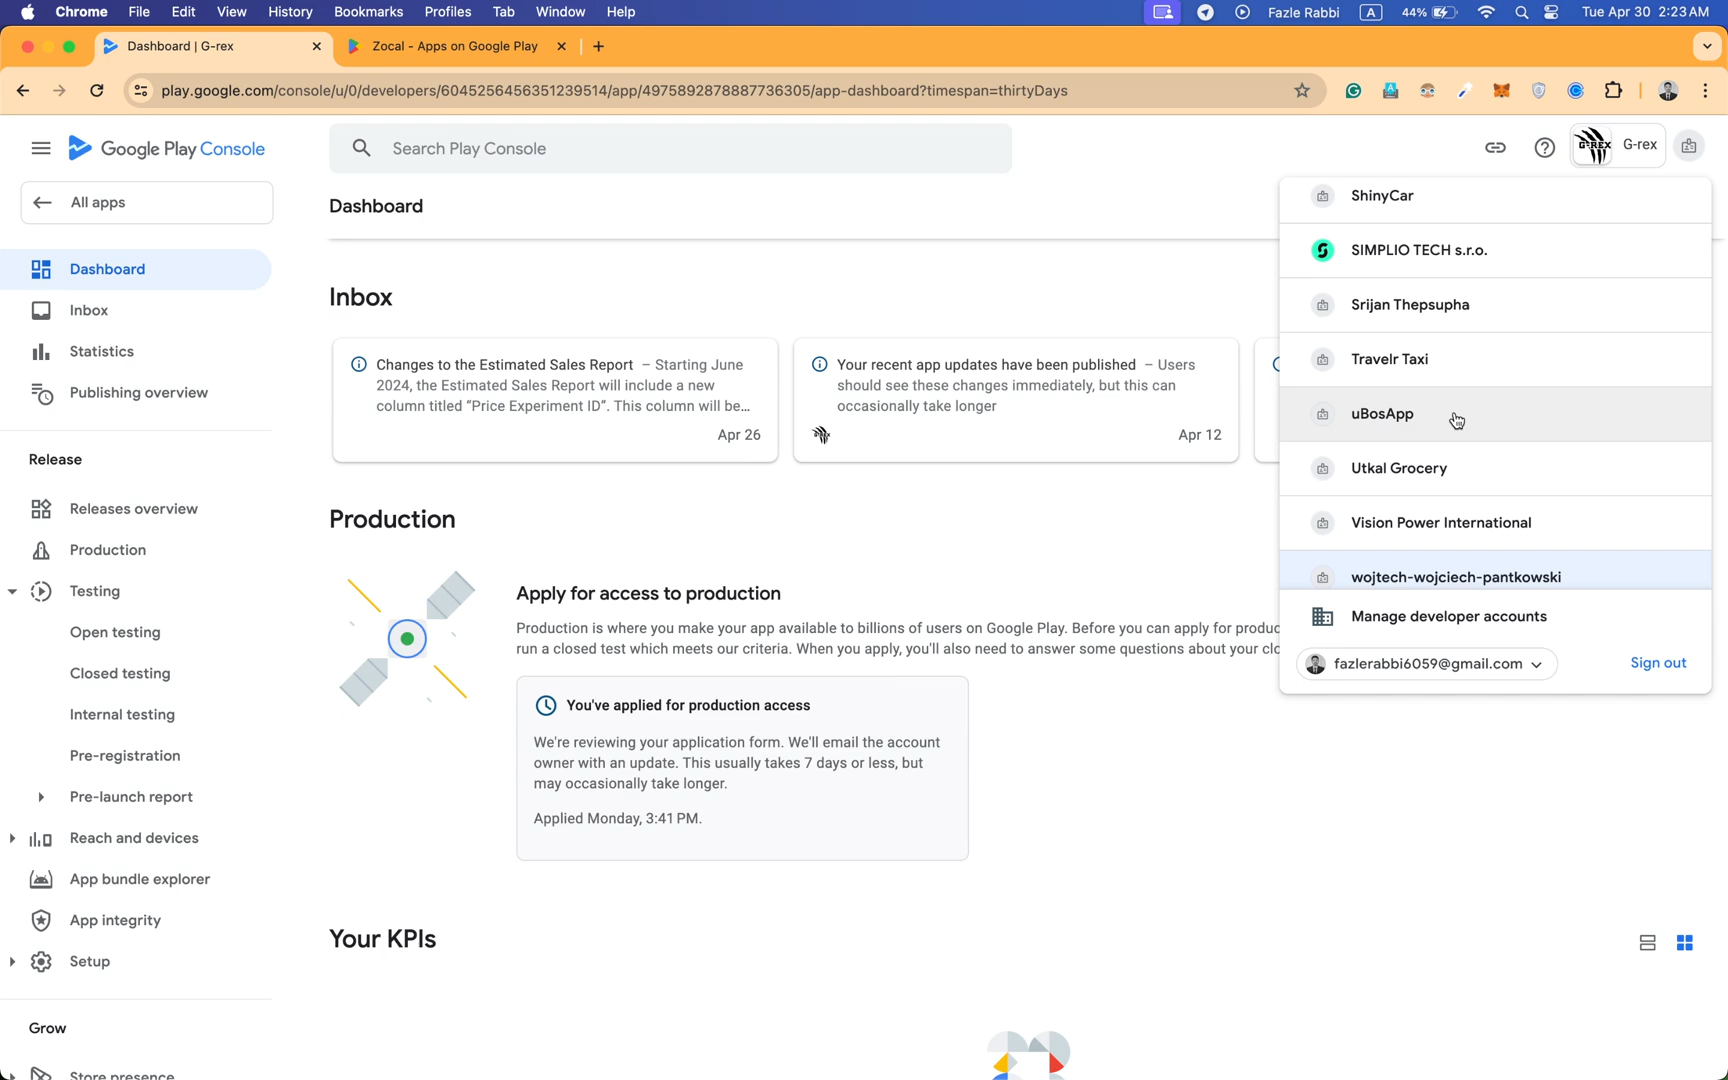 Chrome File Edit View History Bookmarks Profiles Tab Window Help Fazle Rabbi A 44% Tue Apr 30 2:23 AM
Dashboard | G-rex Zocal - Apps on Google Play
play.google.com/console/u/0/developers/6045256456351239514/app/4975892878887736305/app-dashboard?timespan=thirtyDays
Google Play Console
Search Play Console
G-REX G-rex
All apps
Dashboard
Inbox
Statistics
Publishing overview
Release
Releases overview
Production
Testing
Open testing
Closed testing
Internal testing
Pre-registration
Pre-launch report
Reach and devices
App bundle explorer
App integrity
Setup
Grow
Store presence
Dashboard
Inbox
Changes to the Estimated Sales Report – Starting June
2024, the Estimated Sales Report will include a new
column titled “Price Experiment ID”. This column will be...
Apr 26
Your recent app updates have been published – Users
should see these changes immediately, but this can
occasionally take longer
Apr 12
Production
Apply for access to production
Production is where you make your app available to billions of users on Google Play. Before you can apply for produc
run a closed test which meets our criteria. When you apply, you'll also need to answer some questions about your clo
You've applied for production access
We're reviewing your application form. We'll email the account
owner with an update. This usually takes 7 days or less, but
may occasionally take longer.
Applied Monday, 3:41 PM.
Your KPIs
ShinyCar
SIMPLIO TECH s.r.o.
Srijan Thepsupha
Travelr Taxi
uBosApp
Utkal Grocery
Vision Power International
wojtech-wojciech-pantkowski
Manage developer accounts
fazlerabbi6059@gmail.com Sign out